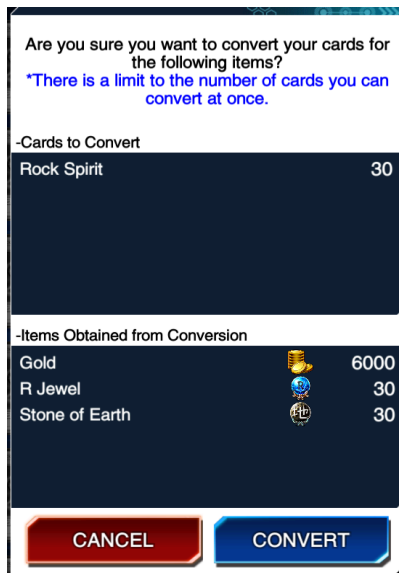 Are you sure you want to convert your cards for
the following items?
*There is a limit to the number of cards you can
convert at once.
-Cards to Convert
Rock Spirit 30
-Items Obtained from Conversion
Gold 6000
R Jewel R 30
Stone of Earth 30
CANCEL CONVERT